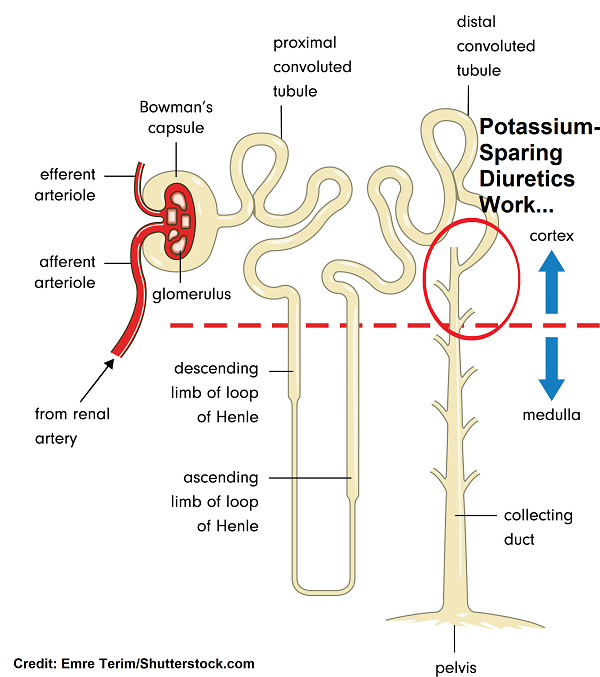 distal
convoluted
tubule
proximal
convoluted
tubule
Bowman's
capsule
Potassium-
Sparing
Diuretics
Work...
efferent
arteriole
cortex
afferent
arteriole
glomerulus
descending
limb of loop
of Henle
from renal
artery
medulla
ascending
limb of loop
of Henle
collecting
duct
pelvis
Credit: Emre Terim/Shutterstock.com